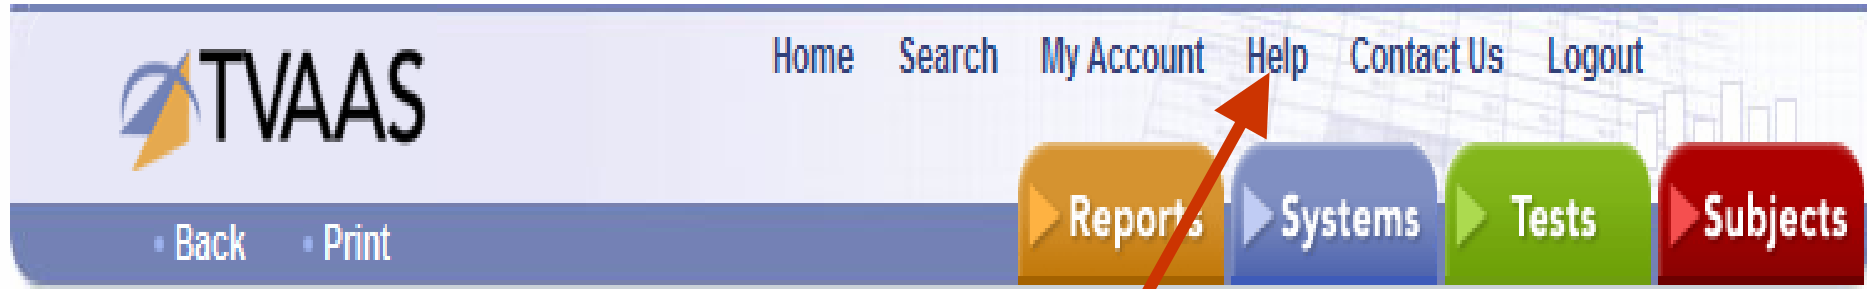 TVAAS
Home Search My Account Help Contact Us Logout
Reports Systems Tests Subjects
Back Print